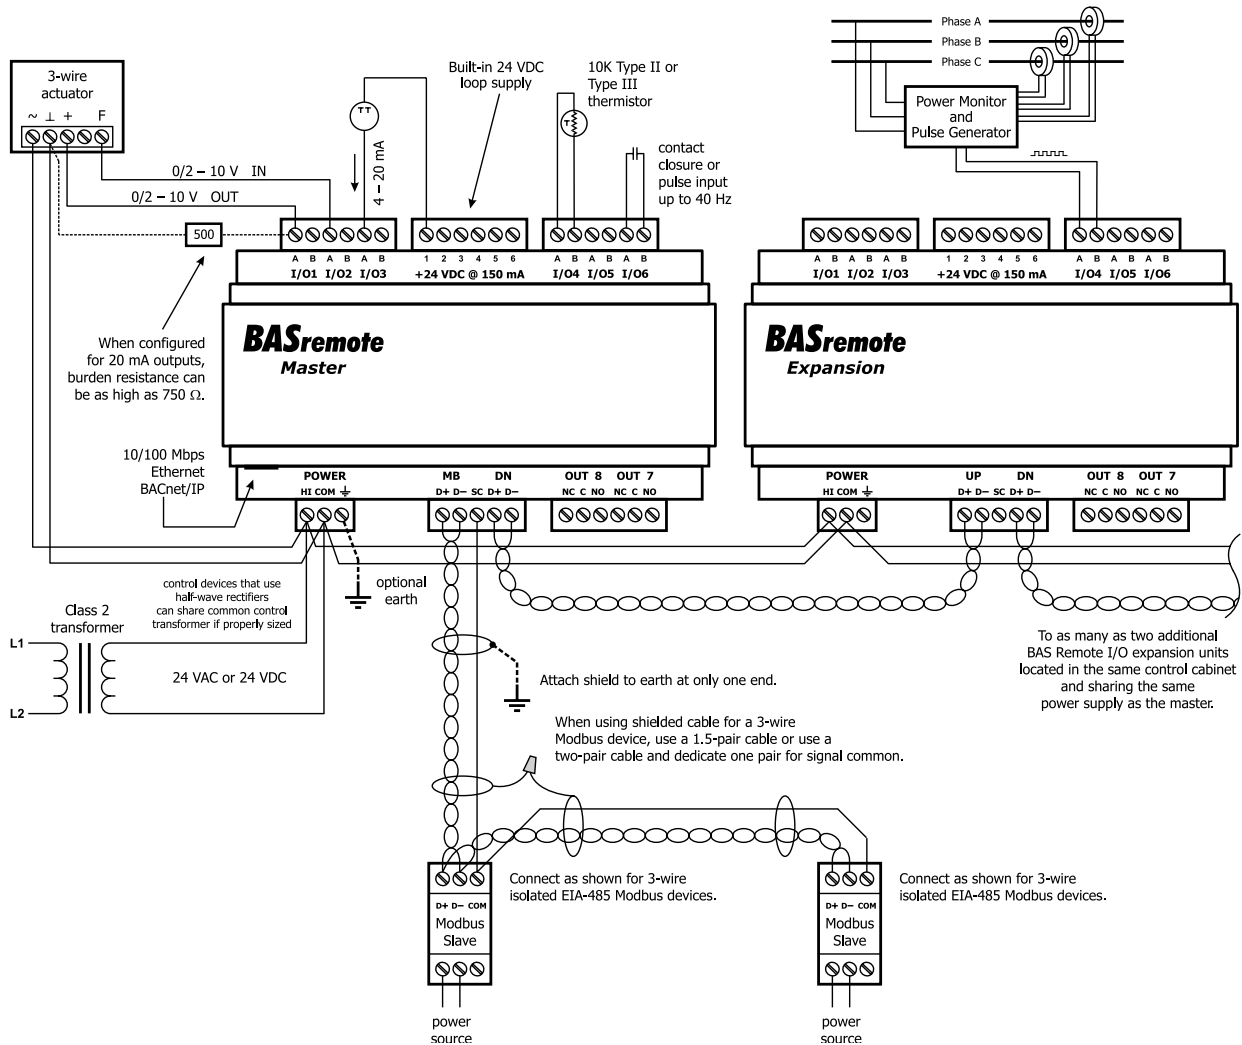 Phase A
Phase B
Phase C
Power Monitor
and
Pulse Generator
3-wire
actuator
~ ⊥ + F
Built-in 24 VDC
loop supply
10K Type II or
Type III
thermistor
TT
T
contact
closure or
pulse input
up to 40 Hz
4 – 20 mA
0/2 – 10 V IN
0/2 – 10 V OUT
500
A B A B A B
I/O1 I/O2 I/O3
1 2 3 4 5 6
+24 VDC @ 150 mA
A B A B A B
I/O4 I/O5 I/O6
A B A B A B
I/O1 I/O2 I/O3
1 2 3 4 5 6
+24 VDC @ 150 mA
A B A B A B
I/O4 I/O5 I/O6
When configured
for 20 mA outputs,
burden resistance can
be as high as 750 Ω.
BASremote
Master
BASremote
Expansion
10/100 Mbps
Ethernet
BACnet/IP
POWER
HI COM
MB DN
D+ D− SC D+ D−
OUT 8 OUT 7
NC C NO NC C NO
POWER
HI COM
UP DN
D+ D− SC D+ D−
OUT 8 OUT 7
NC C NO NC C NO
optional
earth
control devices that use
half-wave rectifiers
can share common control
transformer if properly sized
Class 2
transformer
L1
L2
24 VAC or 24 VDC
To as many as two additional
BAS Remote I/O expansion units
located in the same control cabinet
and sharing the same
power supply as the master.
Attach shield to earth at only one end.
When using shielded cable for a 3-wire
Modbus device, use a 1.5-pair cable or use a
two-pair cable and dedicate one pair for signal common.
Connect as shown for 3-wire
isolated EIA-485 Modbus devices.
D+ D− COM
Modbus
Slave
power
source
Connect as shown for 3-wire
isolated EIA-485 Modbus devices.
D+ D− COM
Modbus
Slave
power
source